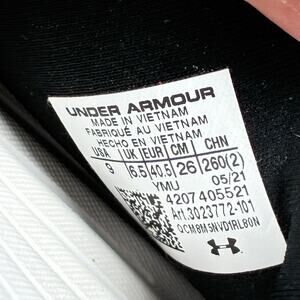 UNDER ARMOUR
MADE IN VIETNAM
FABRIQUÉ AU VIETNAM
HECHO EN VIETNAM
USA UK EUR CM CHN
9 6.5 40.5 26 260(2)
YMU 05/21
4207405521
Art.3023772-101
QCM8M3NVD1RL80N